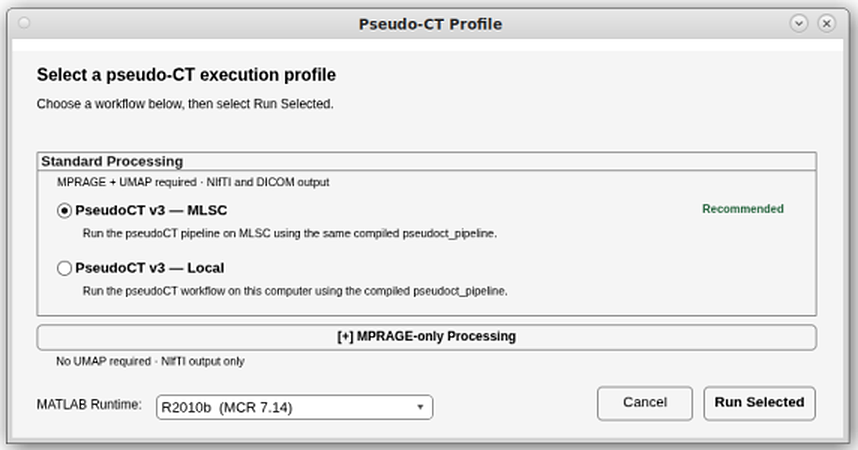 Pseudo-CT Profile
Select a pseudo-CT execution profile
Choose a workflow below, then select Run Selected.
Standard Processing
MPRAGE + UMAP required · NIfTI and DICOM output
PseudoCT v3 — MLSC
Recommended
Run the pseudoCT pipeline on MLSC using the same compiled pseudoct_pipeline.
PseudoCT v3 — Local
Run the pseudoCT workflow on this computer using the compiled pseudoct_pipeline.
[+] MPRAGE-only Processing
No UMAP required · NIfTI output only
MATLAB Runtime: R2010b (MCR 7.14)
Cancel
Run Selected